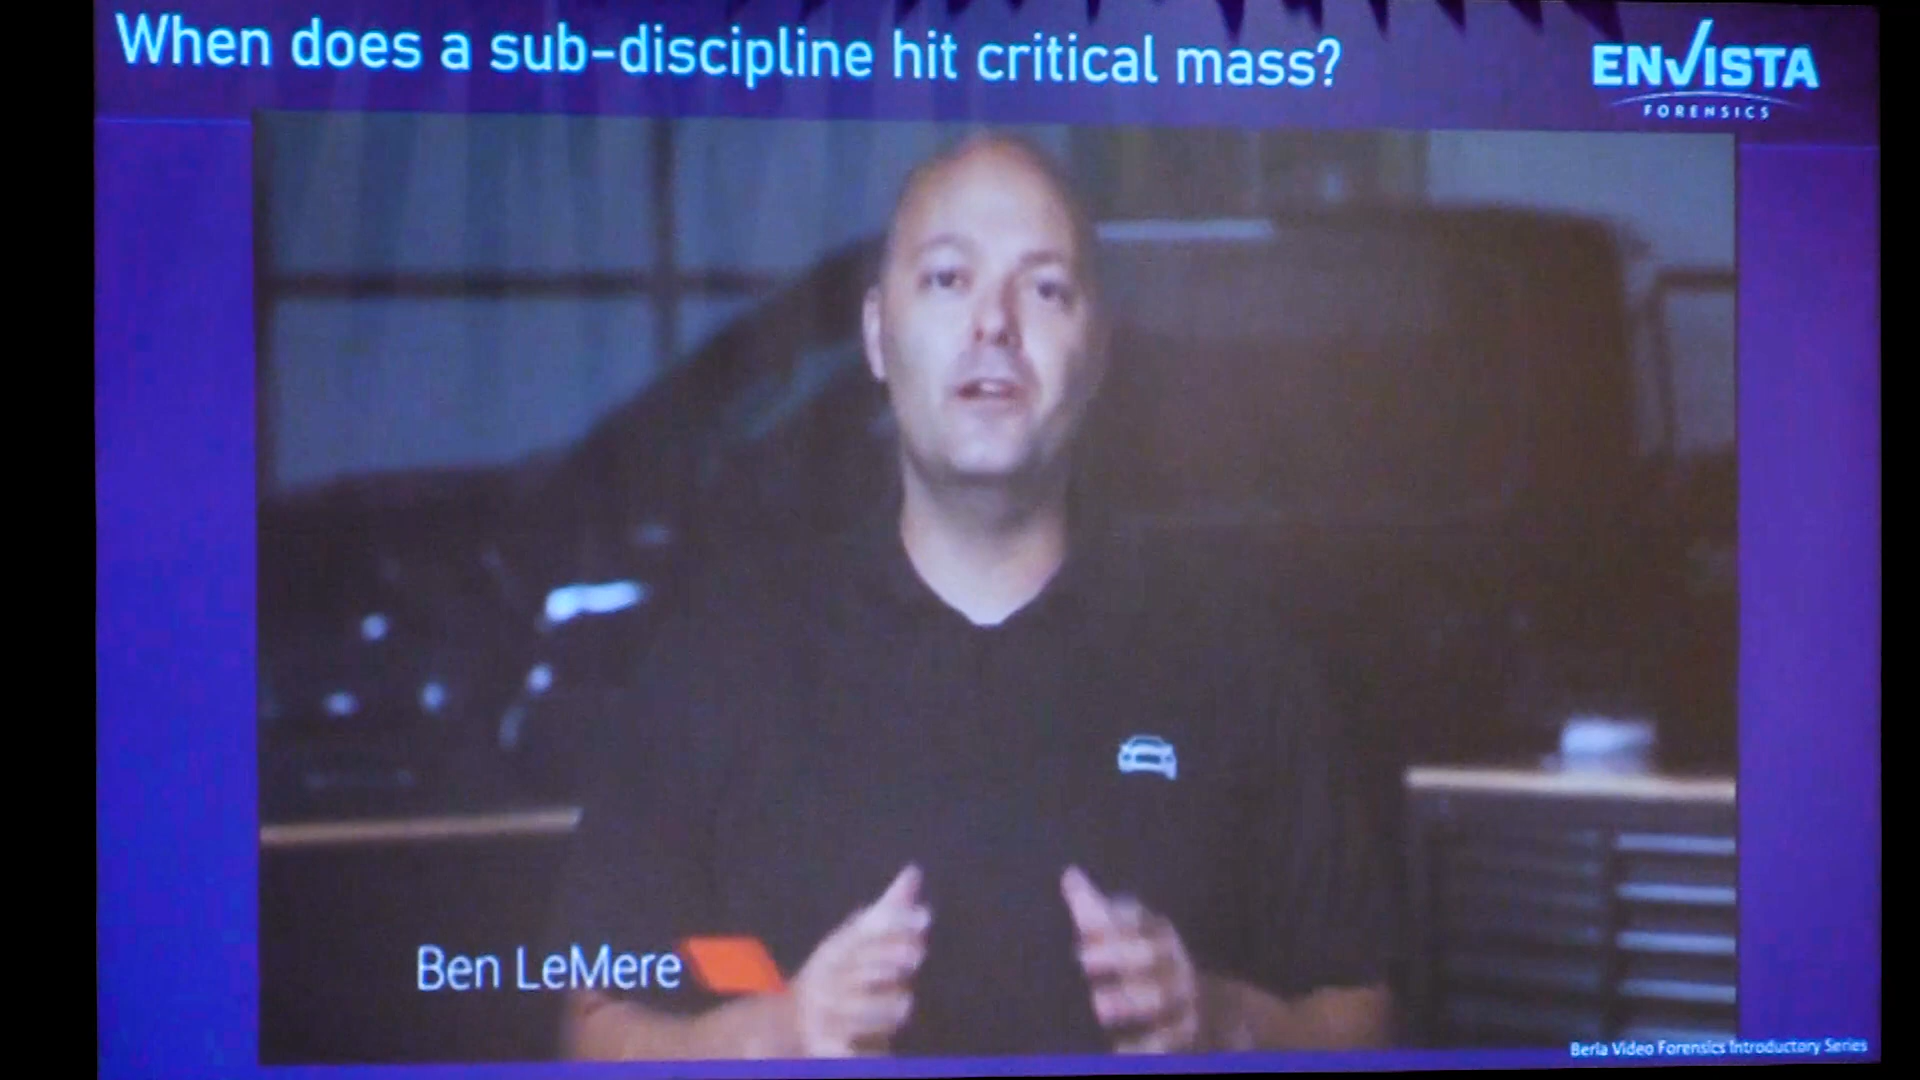 When does a sub-discipline hit critical mass?
ENVISTA
FORENSICS
Ben LeMere
Berla Video Forensics Introductory Series